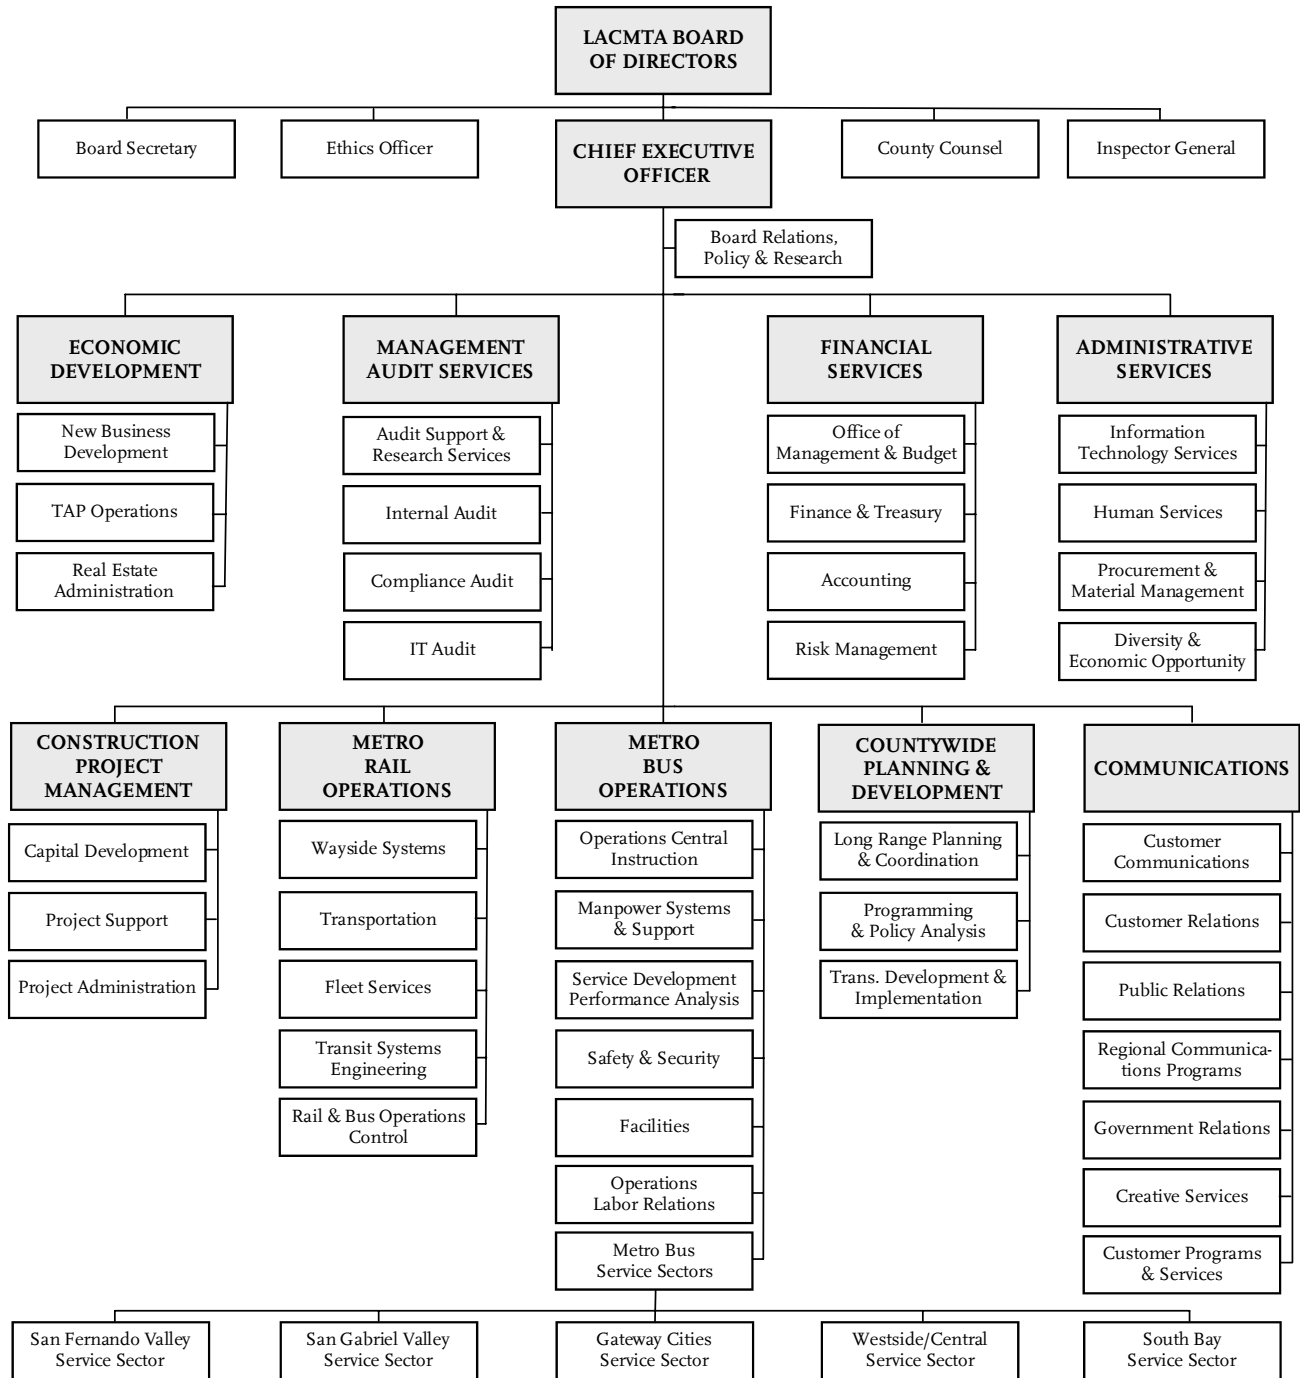 LACMTA BOARD
OF DIRECTORS
Board Secretary
Ethics Officer
CHIEF EXECUTIVE
OFFICER
County Counsel
Inspector General
Board Relations,
Policy & Research
ECONOMIC
DEVELOPMENT
New Business
Development
TAP Operations
Real Estate
Administration
MANAGEMENT
AUDIT SERVICES
Audit Support &
Research Services
Internal Audit
Compliance Audit
IT Audit
FINANCIAL
SERVICES
Office of
Management & Budget
Finance & Treasury
Accounting
Risk Management
ADMINISTRATIVE
SERVICES
Information
Technology Services
Human Services
Procurement &
Material Management
Diversity &
Economic Opportunity
CONSTRUCTION
PROJECT
MANAGEMENT
Capital Development
Project Support
Project Administration
METRO
RAIL
OPERATIONS
Wayside Systems
Transportation
Fleet Services
Transit Systems
Engineering
Rail & Bus Operations
Control
METRO
BUS
OPERATIONS
Operations Central
Instruction
Manpower Systems
& Support
Service Development
Performance Analysis
Safety & Security
Facilities
Operations
Labor Relations
Metro Bus
Service Sectors
COUNTYWIDE
PLANNING &
DEVELOPMENT
Long Range Planning
& Coordination
Programming
& Policy Analysis
Trans. Development &
Implementation
COMMUNICATIONS
Customer
Communications
Customer Relations
Public Relations
Regional Communica-
tions Programs
Government Relations
Creative Services
Customer Programs
& Services
San Fernando Valley
Service Sector
San Gabriel Valley
Service Sector
Gateway Cities
Service Sector
Westside/Central
Service Sector
South Bay
Service Sector